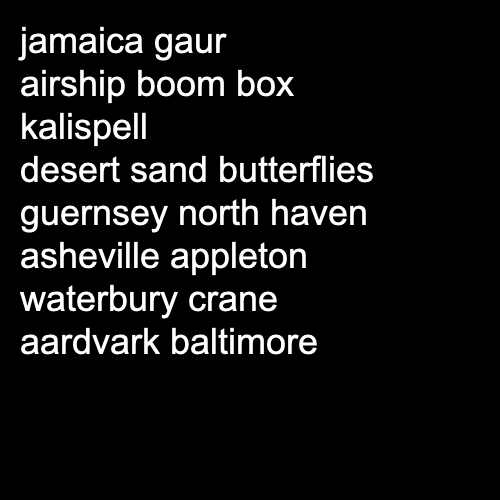 jamaica gaur
airship boom box
kalispell
desert sand butterflies
guernsey north haven
asheville appleton
waterbury crane
aardvark baltimore